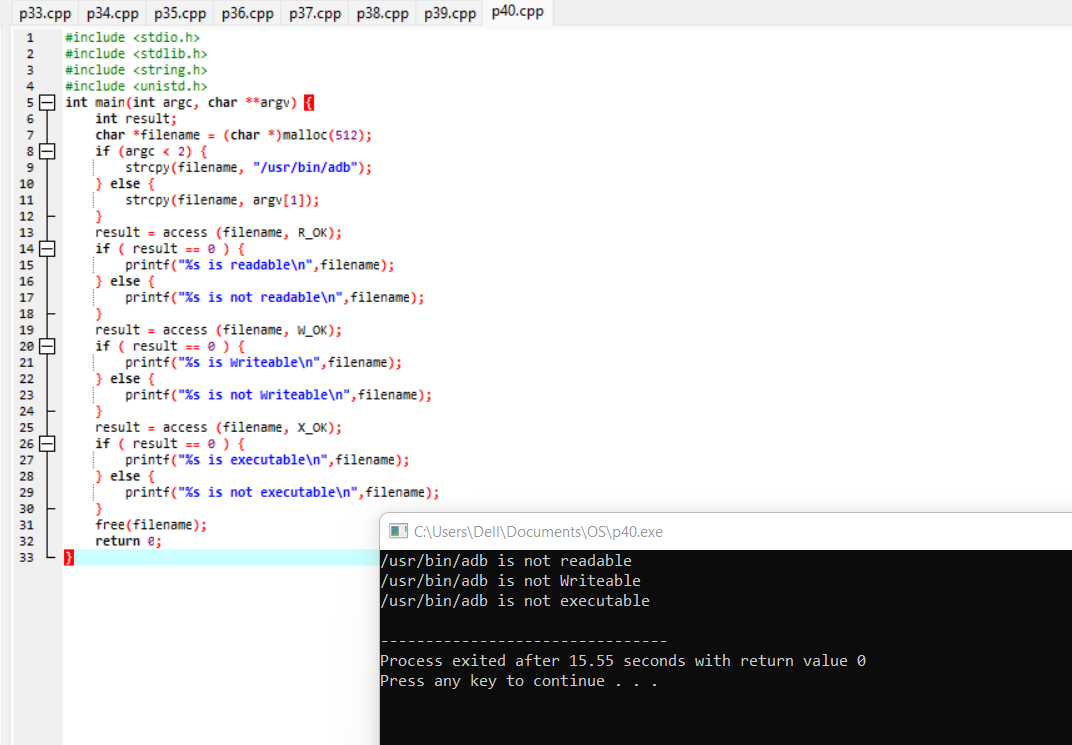 p33.cpp p34.cpp p35.cpp p36.cpp p37.cpp p38.cpp p39.cpp p40.cpp
1 #include <stdio.h>
2 #include <stdlib.h>
3 #include <string.h>
4 #include <unistd.h>
5 int main(int argc, char **argv) {
6 int result;
7 char *filename = (char *)malloc(512);
8 if (argc < 2) {
9 strcpy(filename, "/usr/bin/adb");
10 } else {
11 strcpy(filename, argv[1]);
12 }
13 result = access (filename, R_OK);
14 if ( result == 0 ) {
15 printf("%s is readable\n",filename);
16 } else {
17 printf("%s is not readable\n",filename);
18 }
19 result = access (filename, W_OK);
20 if ( result == 0 ) {
21 printf("%s is Writeable\n",filename);
22 } else {
23 printf("%s is not Writeable\n",filename);
24 }
25 result = access (filename, X_OK);
26 if ( result == 0 ) {
27 printf("%s is executable\n",filename);
28 } else {
29 printf("%s is not executable\n",filename);
30 }
31 free(filename);
32 return 0;
33 }
C:\Users\Dell\Documents\OS\p40.exe
/usr/bin/adb is not readable
/usr/bin/adb is not Writeable
/usr/bin/adb is not executable
--------------------------------
Process exited after 15.55 seconds with return value 0
Press any key to continue . . .